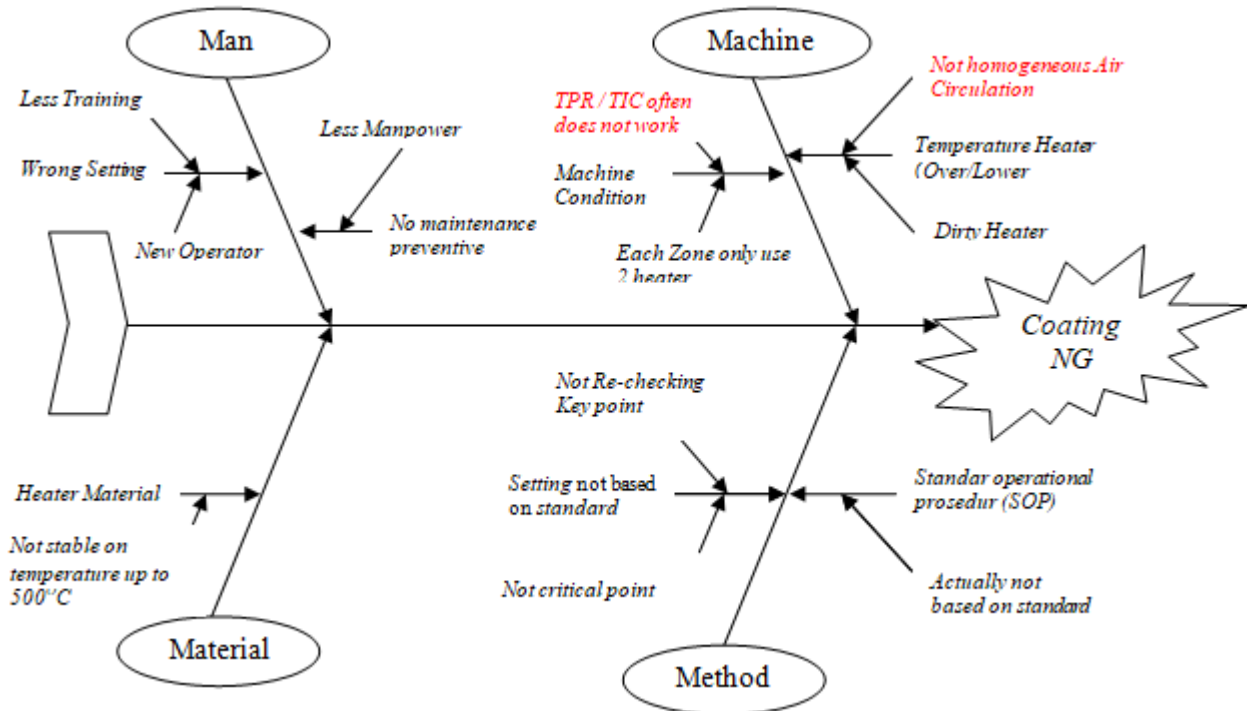 Man
Machine
Less Training
Less Manpower
Wrong Setting
No maintenance
preventive
New Operator
TPR / TIC often
does not work
Not homogeneous Air
Circulation
Machine
Condition
Temperature Heater
(Over/Lower
Each Zone only use
2 heater
Dirty Heater
Coating
NG
Heater Material
Not stable on
temperature up to
500°C
Not Re-checking
Key point
Setting not based
on standard
Standar operational
prosedur (SOP)
Not critical point
Actually not
based on standard
Material
Method